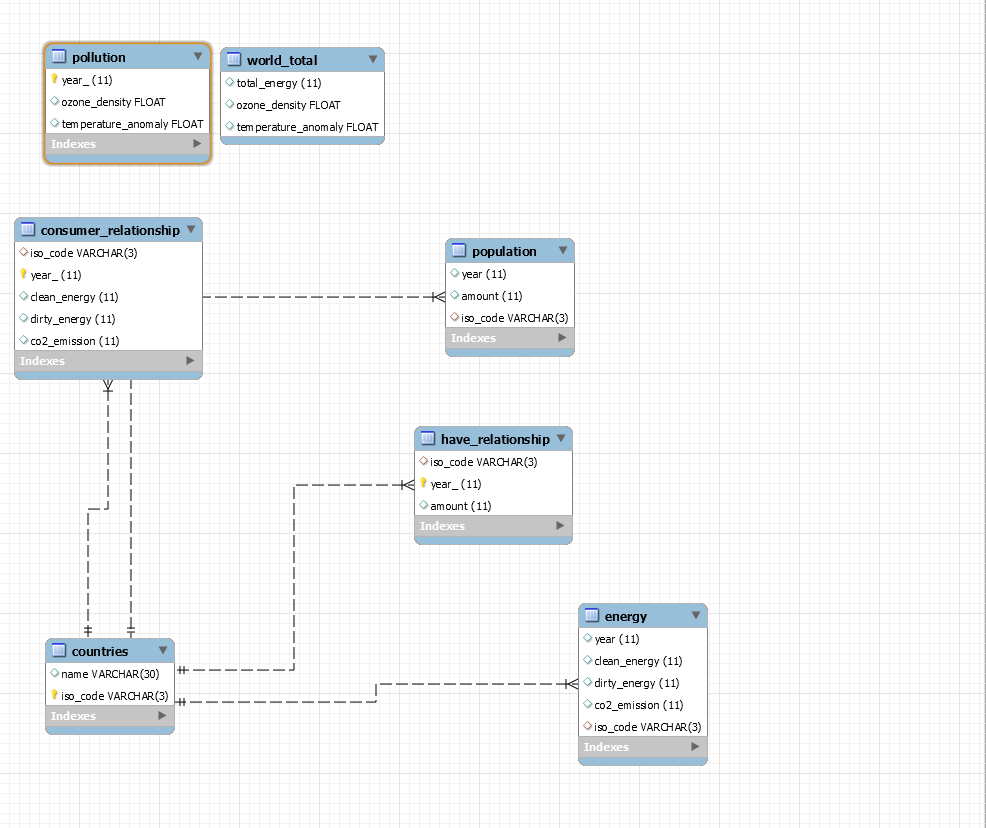 pollution
year_ (11)
ozone_density FLOAT
temperature_anomaly FLOAT
Indexes
world_total
total_energy (11)
ozone_density FLOAT
temperature_anomaly FLOAT
consumer_relationship
iso_code VARCHAR(3)
year_ (11)
clean_energy (11)
dirty_energy (11)
co2_emission (11)
Indexes
population
year (11)
amount (11)
iso_code VARCHAR(3)
Indexes
have_relationship
iso_code VARCHAR(3)
year_ (11)
amount (11)
Indexes
countries
name VARCHAR(30)
iso_code VARCHAR(3)
Indexes
energy
year (11)
clean_energy (11)
dirty_energy (11)
co2_emission (11)
iso_code VARCHAR(3)
Indexes